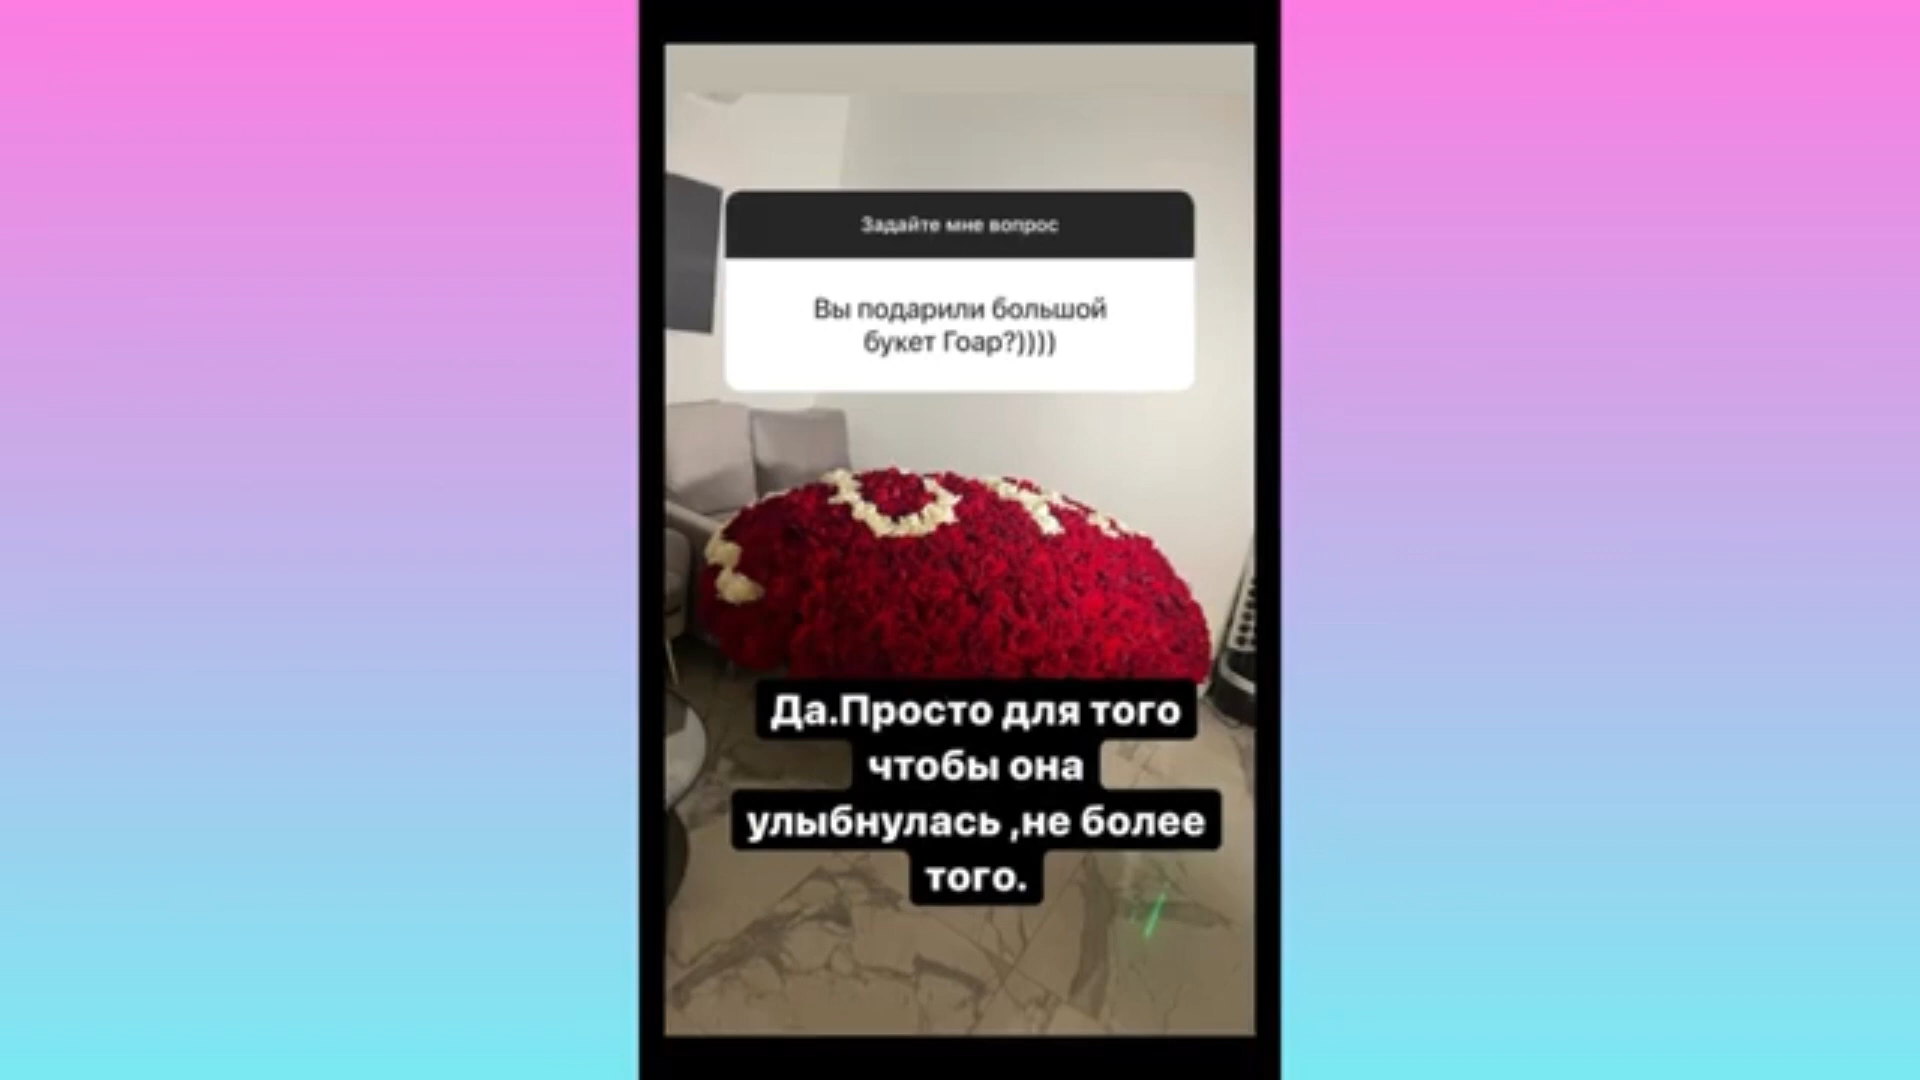 Задайте мне вопрос
Вы подарили большой
букет Гоар?))))
Да.Просто для того
чтобы она
улыбнулась ,не более
того.